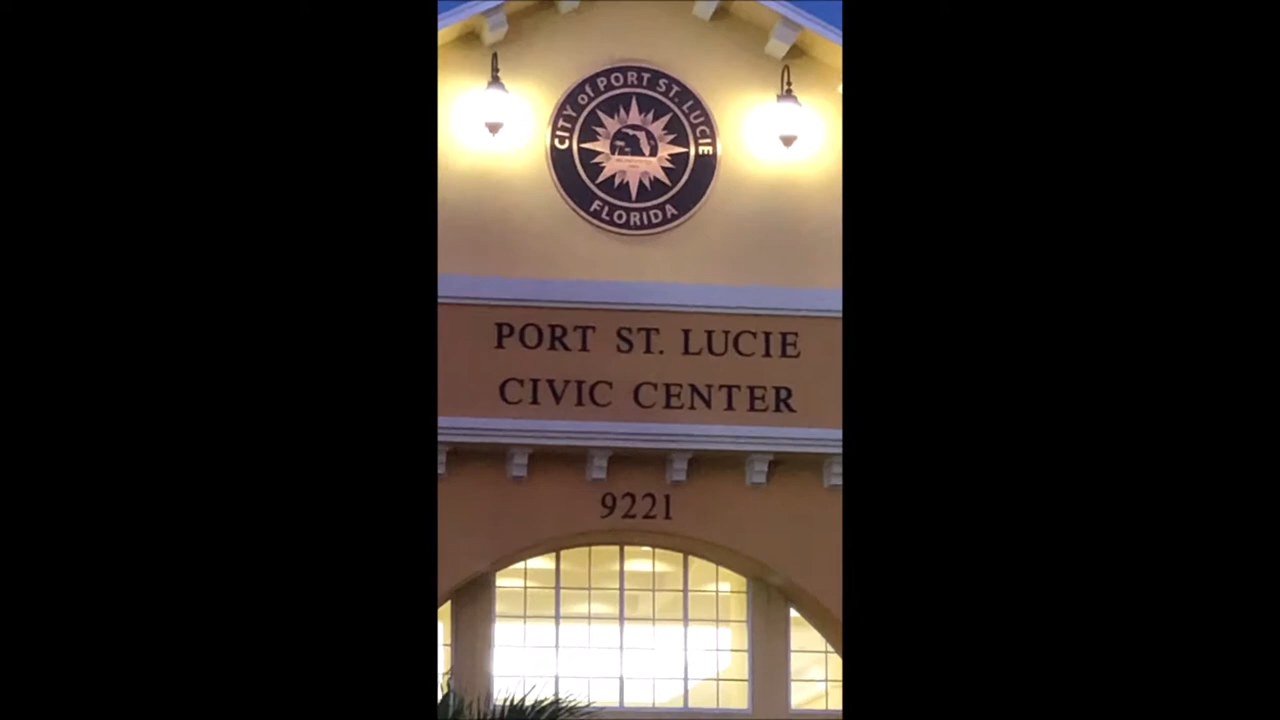 CITY of PORT ST. LUCIE
FLORIDA
PORT ST. LUCIE
CIVIC CENTER
9221